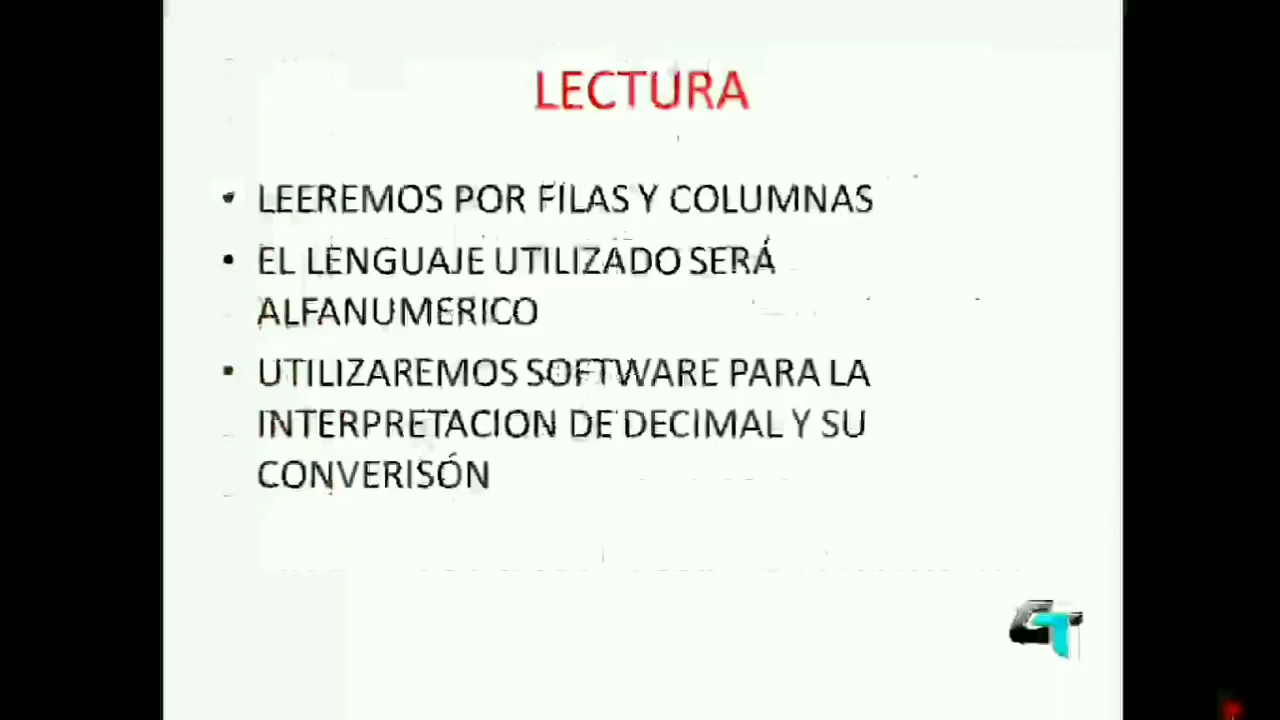 LECTURA
• LEEREMOS POR FILAS Y COLUMNAS
• EL LENGUAJE UTILIZADO SERÁ
ALFANUMERICO
• UTILIZAREMOS SOFTWARE PARA LA
INTERPRETACION DE DECIMAL Y SU
CONVERISÓN